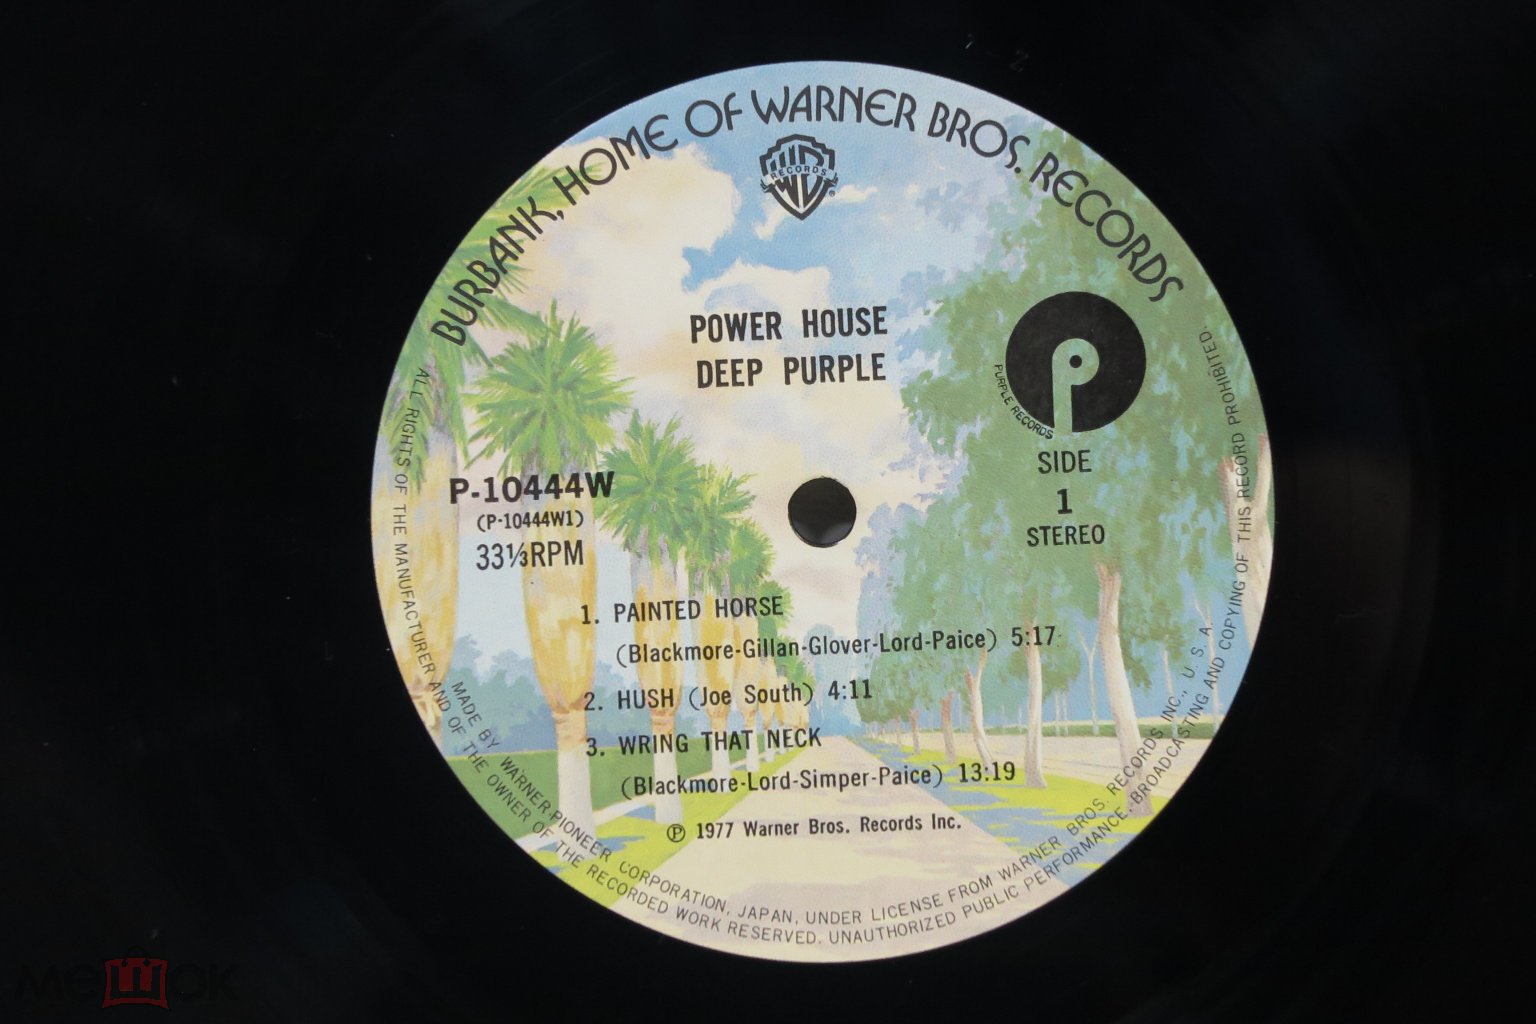 BURBANK, HOME OF WARNER BROS. RECORDS
RECORDS
POWER HOUSE
DEEP PURPLE
PURPLE RECORDS
SIDE
1
STEREO
P-10444W
(P-10444W1)
33⅓RPM
1. PAINTED HORSE
(Blackmore-Gillan-Glover-Lord-Paice) 5:17
2. HUSH (Joe South) 4:11
3. WRING THAT NECK
(Blackmore-Lord-Simper-Paice) 13:19
Ⓟ 1977 Warner Bros. Records Inc.
MADE BY WARNER-PIONEER CORPORATION, JAPAN, UNDER LICENSE FROM WARNER BROS. RECORDS INC., U. S. A.
ALL RIGHTS OF THE MANUFACTURER AND OF THE OWNER OF THE RECORDED WORK RESERVED. UNAUTHORIZED PUBLIC PERFORMANCE. BROADCASTING AND COPYING OF THIS RECORD PROHIBITED.
мешок